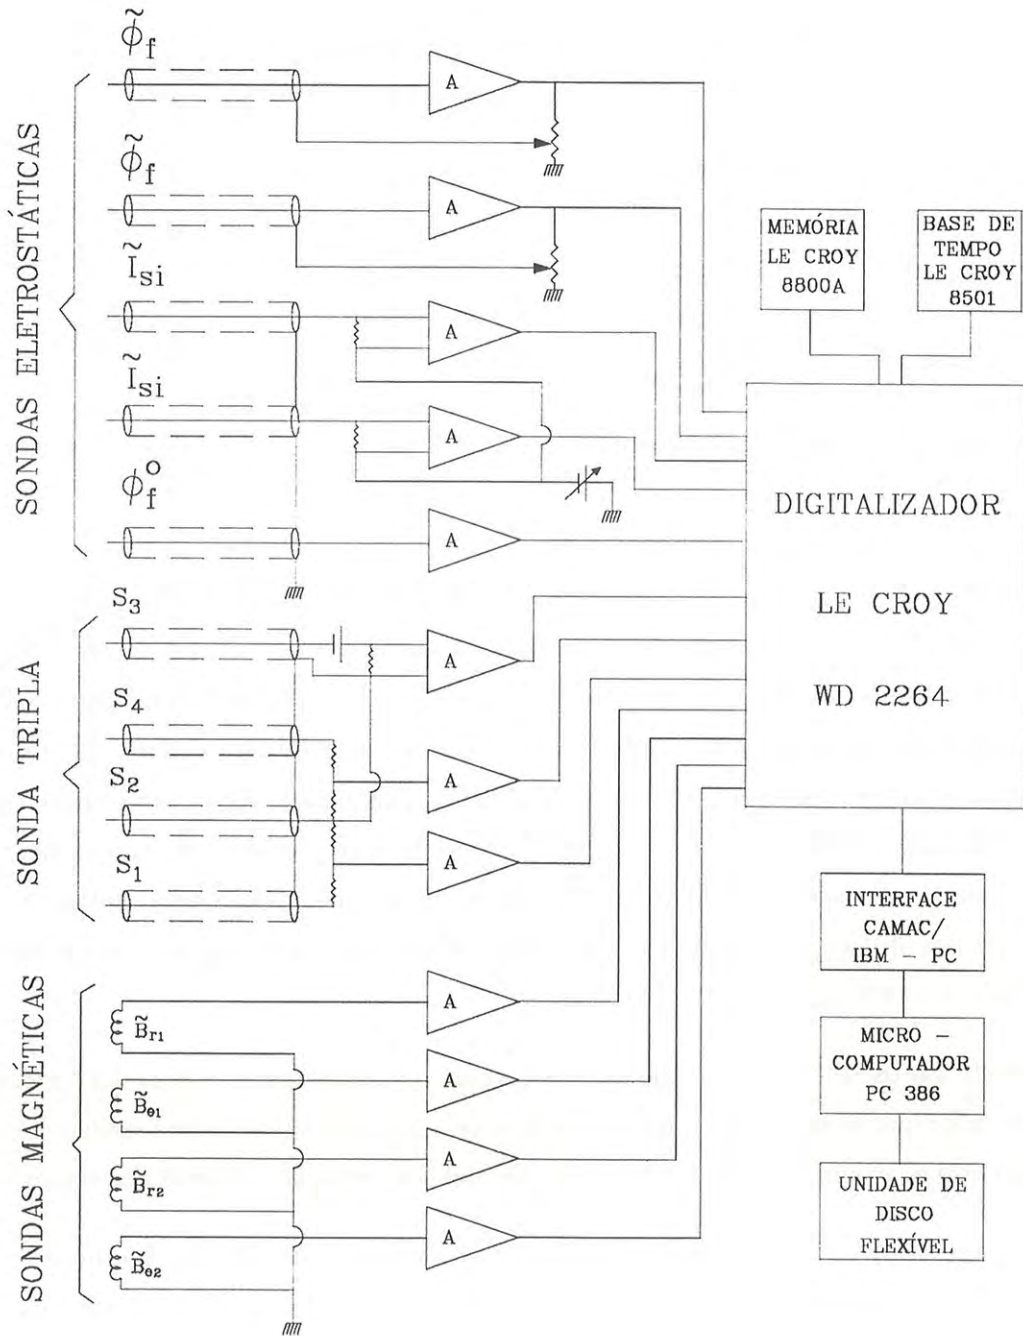 SONDAS ELETROSTÁTICAS
ϕ̃f
ϕ̃f
Ĩsi
Ĩsi
ϕf°
A
A
A
A
A
SONDA TRIPLA
S3
S4
S2
S1
A
A
A
SONDAS MAGNÉTICAS
B̃r1
B̃θ1
B̃r2
B̃θ2
A
A
A
A
MEMÓRIA
LE CROY
8800A
BASE DE
TEMPO
LE CROY
8501
DIGITALIZADOR
LE CROY
WD 2264
INTERFACE
CAMAC/
IBM - PC
MICRO -
COMPUTADOR
PC 386
UNIDADE DE
DISCO
FLEXÍVEL